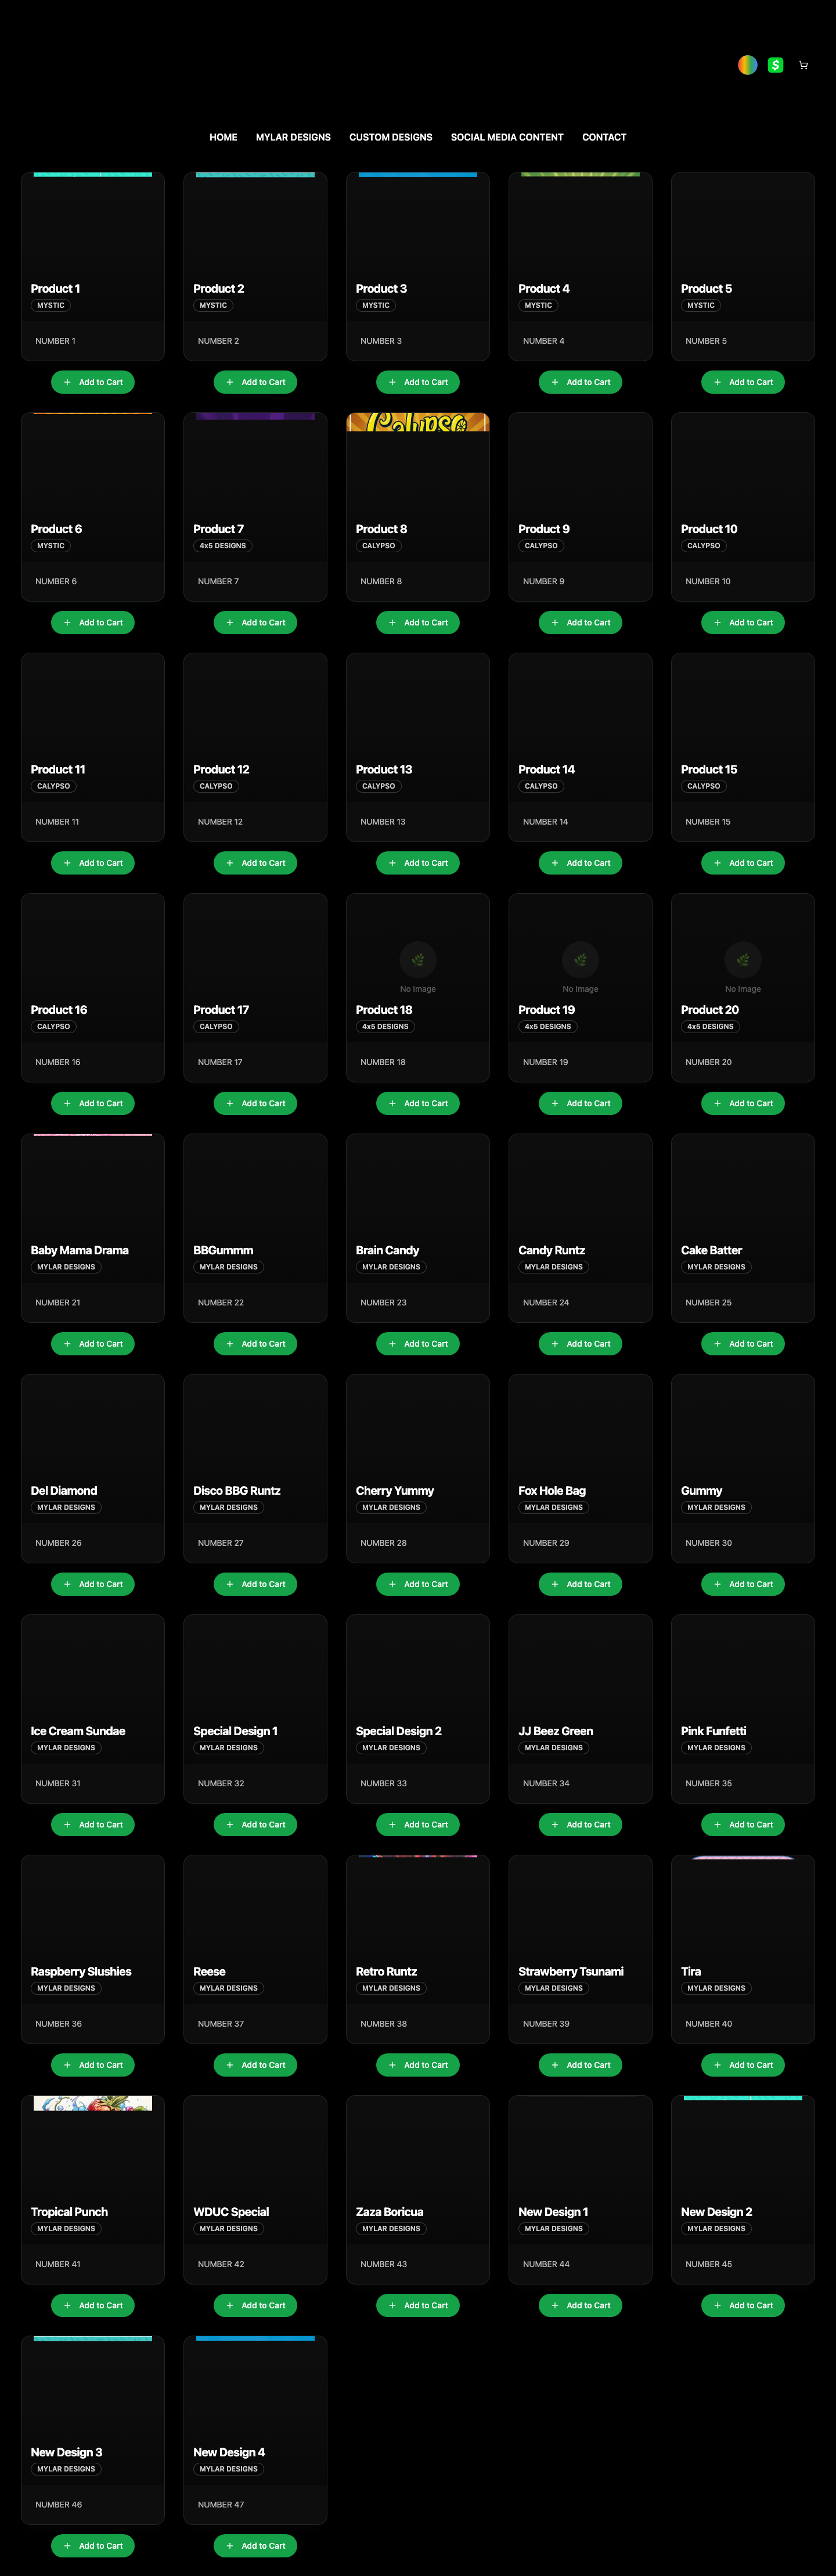 $
HOME MYLAR DESIGNS CUSTOM DESIGNS SOCIAL MEDIA CONTENT CONTACT
Product 1 Product 2 Product 3 Product 4 Product 5
MYSTIC MYSTIC MYSTIC MYSTIC MYSTIC
NUMBER 1 NUMBER 2 NUMBER 3 NUMBER 4 NUMBER 5
+ Add to Cart + Add to Cart + Add to Cart + Add to Cart + Add to Cart
Calypso
Product 6 Product 7 Product 8 Product 9 Product 10
MYSTIC 4x5 DESIGNS CALYPSO CALYPSO CALYPSO
NUMBER 6 NUMBER 7 NUMBER 8 NUMBER 9 NUMBER 10
+ Add to Cart + Add to Cart + Add to Cart + Add to Cart + Add to Cart
Product 11 Product 12 Product 13 Product 14 Product 15
CALYPSO CALYPSO CALYPSO CALYPSO CALYPSO
NUMBER 11 NUMBER 12 NUMBER 13 NUMBER 14 NUMBER 15
+ Add to Cart + Add to Cart + Add to Cart + Add to Cart + Add to Cart
No Image No Image No Image
Product 16 Product 17 Product 18 Product 19 Product 20
CALYPSO CALYPSO 4x5 DESIGNS 4x5 DESIGNS 4x5 DESIGNS
NUMBER 16 NUMBER 17 NUMBER 18 NUMBER 19 NUMBER 20
+ Add to Cart + Add to Cart + Add to Cart + Add to Cart + Add to Cart
Baby Mama Drama BBGummm Brain Candy Candy Runtz Cake Batter
MYLAR DESIGNS MYLAR DESIGNS MYLAR DESIGNS MYLAR DESIGNS MYLAR DESIGNS
NUMBER 21 NUMBER 22 NUMBER 23 NUMBER 24 NUMBER 25
+ Add to Cart + Add to Cart + Add to Cart + Add to Cart + Add to Cart
Del Diamond Disco BBG Runtz Cherry Yummy Fox Hole Bag Gummy
MYLAR DESIGNS MYLAR DESIGNS MYLAR DESIGNS MYLAR DESIGNS MYLAR DESIGNS
NUMBER 26 NUMBER 27 NUMBER 28 NUMBER 29 NUMBER 30
+ Add to Cart + Add to Cart + Add to Cart + Add to Cart + Add to Cart
Ice Cream Sundae Special Design 1 Special Design 2 JJ Beez Green Pink Funfetti
MYLAR DESIGNS MYLAR DESIGNS MYLAR DESIGNS MYLAR DESIGNS MYLAR DESIGNS
NUMBER 31 NUMBER 32 NUMBER 33 NUMBER 34 NUMBER 35
+ Add to Cart + Add to Cart + Add to Cart + Add to Cart + Add to Cart
Raspberry Slushies Reese Retro Runtz Strawberry Tsunami Tira
MYLAR DESIGNS MYLAR DESIGNS MYLAR DESIGNS MYLAR DESIGNS MYLAR DESIGNS
NUMBER 36 NUMBER 37 NUMBER 38 NUMBER 39 NUMBER 40
+ Add to Cart + Add to Cart + Add to Cart + Add to Cart + Add to Cart
Tropical Punch WDUC Special Zaza Boricua New Design 1 New Design 2
MYLAR DESIGNS MYLAR DESIGNS MYLAR DESIGNS MYLAR DESIGNS MYLAR DESIGNS
NUMBER 41 NUMBER 42 NUMBER 43 NUMBER 44 NUMBER 45
+ Add to Cart + Add to Cart + Add to Cart + Add to Cart + Add to Cart
New Design 3 New Design 4
MYLAR DESIGNS MYLAR DESIGNS
NUMBER 46 NUMBER 47
+ Add to Cart + Add to Cart